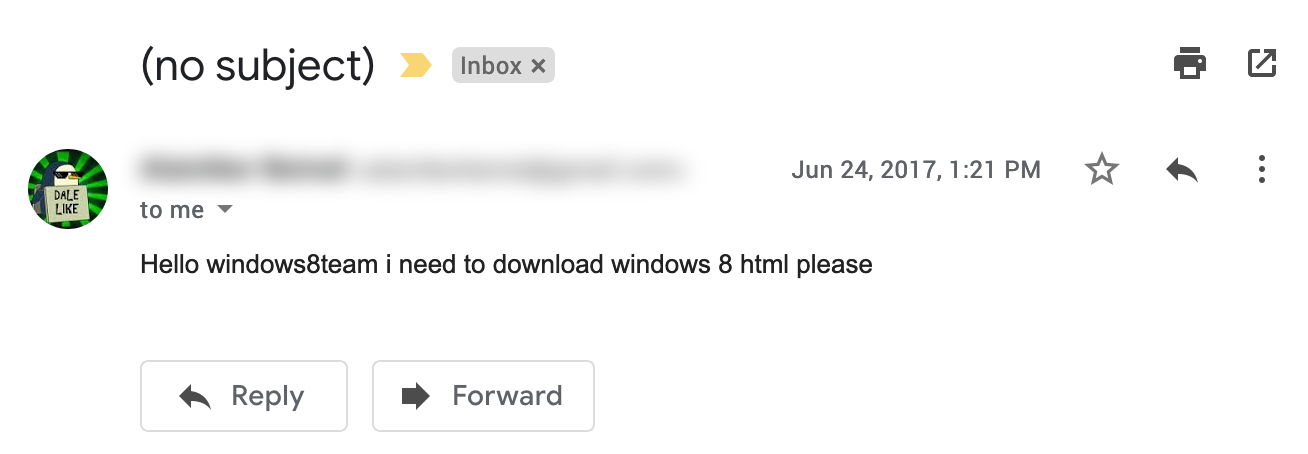 (no subject) Inbox ×
Jun 24, 2017, 1:21 PM
DALE
LIKE
to me
Hello windows8team i need to download windows 8 html please
Reply Forward